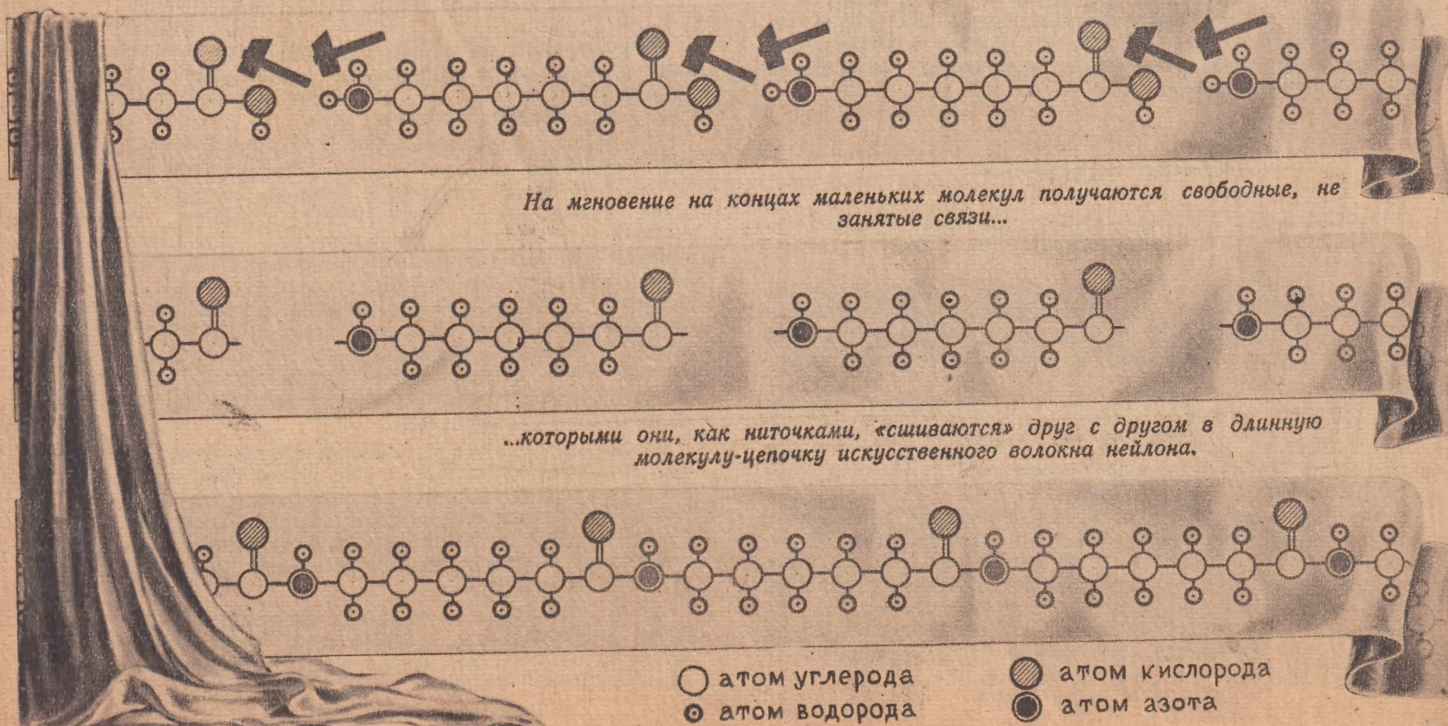 На мгновение на концах маленьких молекул получаются свободные, не
занятые связи...
...которыми они, как ниточками, «сшиваются» друг с другом в длинную
молекулу-цепочку искусственного волокна нейлона.
атом углерода
атом кислорода
атом водорода
атом азота